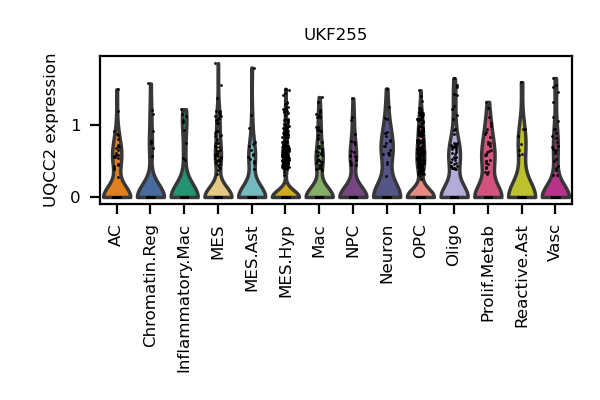 UKF255
UQCC2 expression
1
0
AC
Chromatin.Reg
Inflammatory.Mac
MES
MES.Ast
MES.Hyp
Mac
NPC
Neuron
OPC
Oligo
Prolif.Metab
Reactive.Ast
Vasc